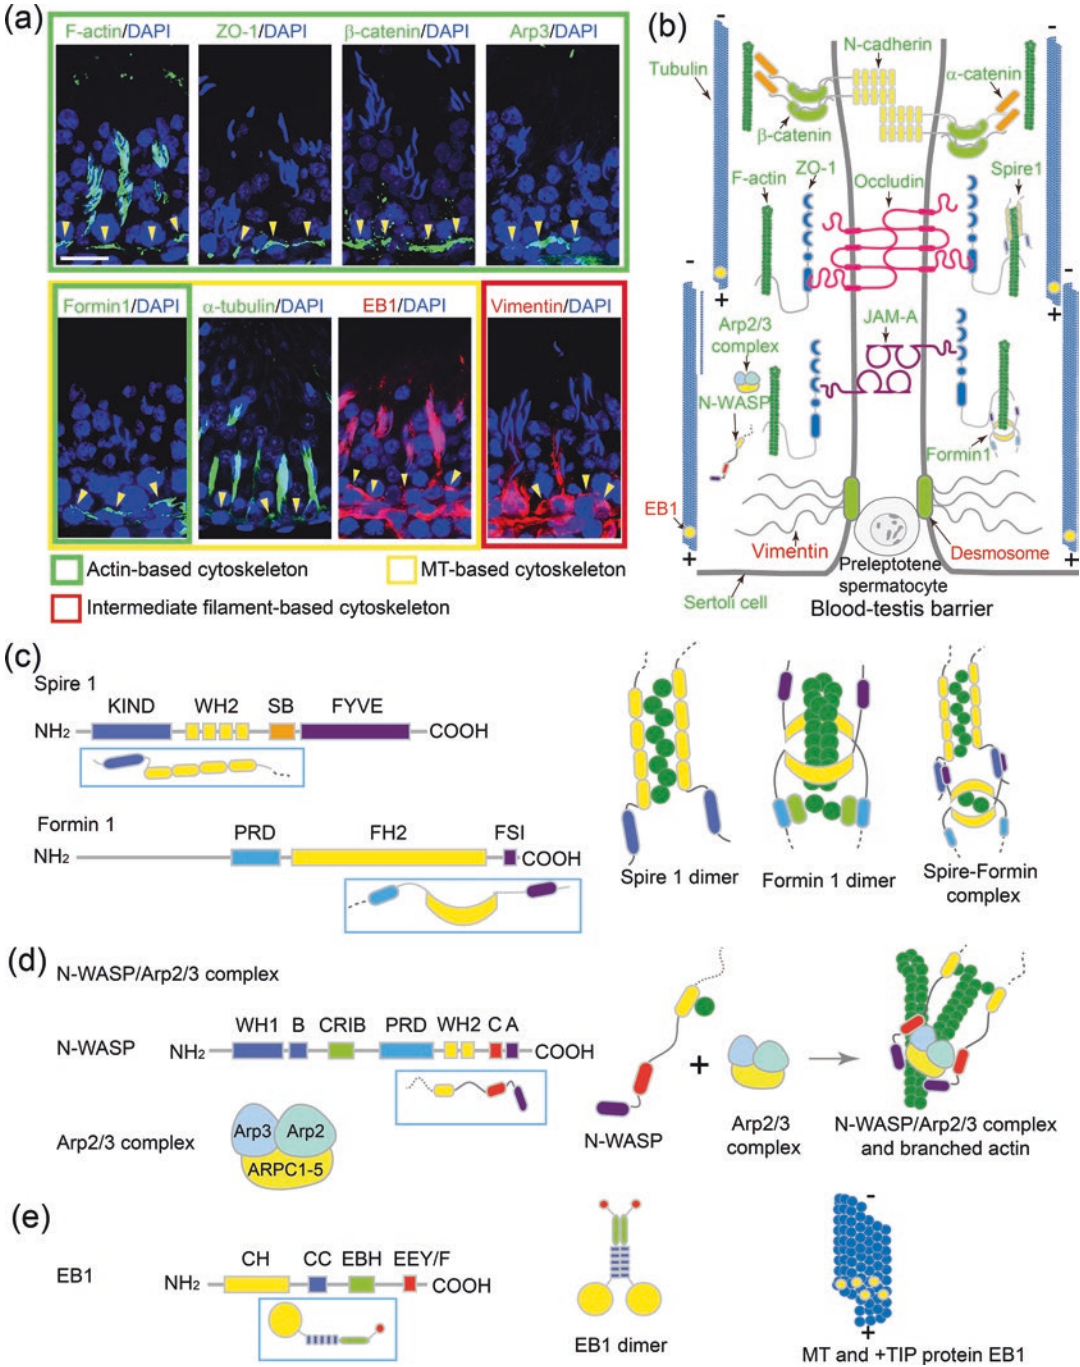 (a)
F-actin/DAPI ZO-1/DAPI β-catenin/DAPI Arp3/DAPI
Formin1/DAPI α-tubulin/DAPI EB1/DAPI Vimentin/DAPI
Actin-based cytoskeleton MT-based cytoskeleton
Intermediate filament-based cytoskeleton
(b)
- -
N-cadherin
Tubulin α-catenin
β-catenin
F-actin ZO-1 Occludin Spire1
- -
+ +
JAM-A
Arp2/3
complex
N-WASP
Formin1
EB1
Vimentin Desmosome
+ +
Preleptotene
spermatocyte
Sertoli cell
Blood-testis barrier
(c)
Spire 1
KIND WH2 SB FYVE
NH2 COOH
Formin 1
PRD FH2 FSI
NH2 COOH
Spire 1 dimer Formin 1 dimer Spire-Formin
complex
(d)
N-WASP/Arp2/3 complex
WH1 B CRIB PRD WH2 C A
N-WASP NH2 COOH
Arp2/3 complex
Arp3 Arp2
ARPC1-5
+
N-WASP Arp2/3
complex
N-WASP/Arp2/3 complex
and branched actin
(e)
CH CC EBH EEY/F
EB1 NH2 COOH
EB1 dimer
-
+
MT and +TIP protein EB1